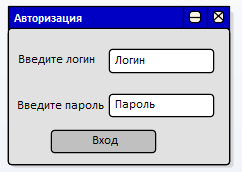 Авторизация
Введите логин Логин
Введите пароль Пароль
Вход